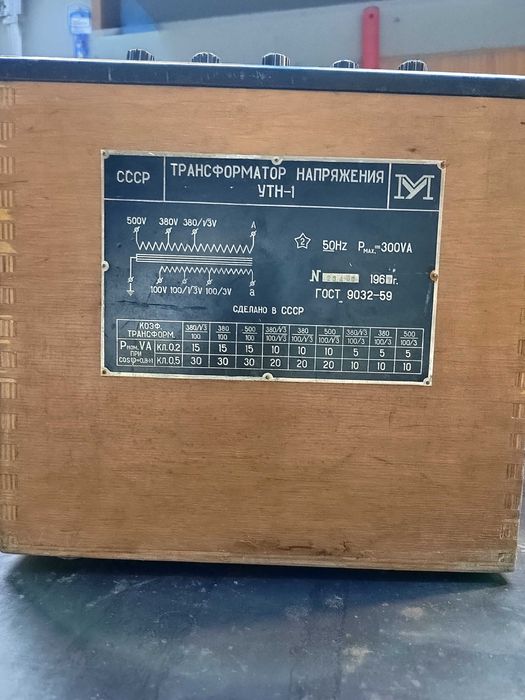 СССР
ТРАНСФОРМАТОР НАПРЯЖЕНИЯ
УТН-1
500V 380V 380/√3V A
100V 100/√3V 100/3V a
2 50Hz Pмах.=300VA
N 196 г.
ГОСТ 9032-59
СДЕЛАНО В СССР
КОЭФ. ТРАНСФОРМ. 380/√3/100 380/100 500/100 380/√3/100/√3 380/100/√3 500/100/√3 380/√3/100/3 380/100/3 500/100/3
Pном.VA ПРИ COSφ=0,8÷1 КЛ.0,2 15 15 15 10 10 10 5 5 5
КЛ.0,5 30 30 30 20 20 20 10 10 10